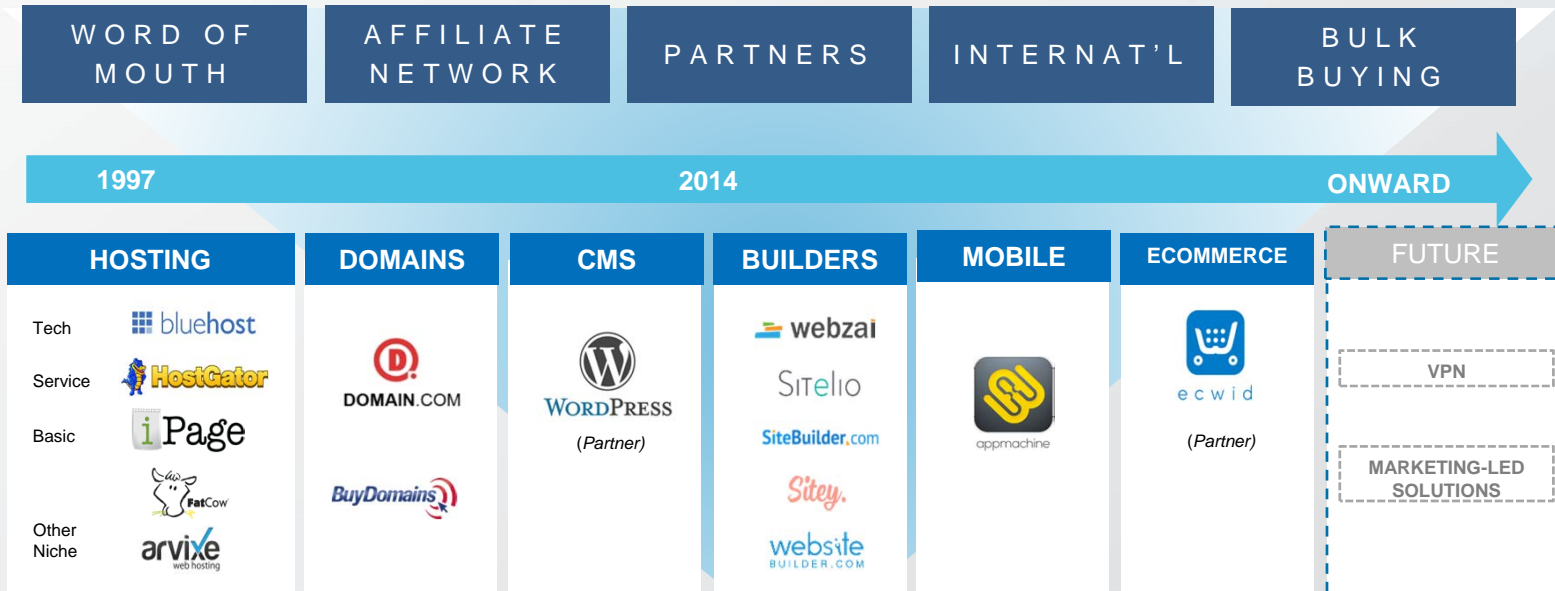 WORD OF
MOUTH
AFFILIATE
NETWORK
PARTNERS
INTERNAT’L
BULK
BUYING
1997
2014
ONWARD
HOSTING
Tech
bluehost
Service
HostGator
Basic
iPage
FatCow
Other
Niche
arvixe
web hosting
DOMAINS
D
DOMAIN.COM
BuyDomains
CMS
W
WORDPRESS
(Partner)
BUILDERS
webzai
Sitelio
SiteBuilder.com
Sitey.
website
BUILDER.COM
MOBILE
appmachine
ECOMMERCE
ecwid
(Partner)
FUTURE
VPN
MARKETING-LED
SOLUTIONS